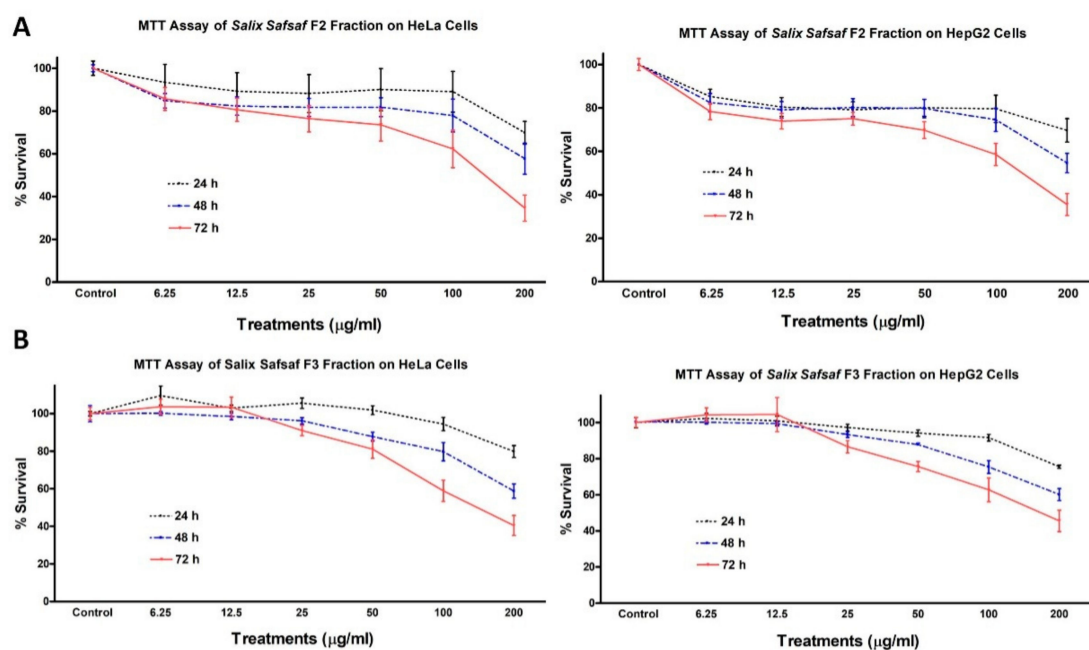 A
MTT Assay of Salix Safsaf F2 Fraction on HeLa Cells
% Survival
100
80
60
40
20
0
24 h
48 h
72 h
Control 6.25 12.5 25 50 100 200
Treatments (µg/ml)
MTT Assay of Salix Safsaf F2 Fraction on HepG2 Cells
% Survival
100
80
60
40
20
0
24 h
48 h
72 h
Control 6.25 12.5 25 50 100 200
Treatments (µg/ml)
B
MTT Assay of Salix Safsaf F3 Fraction on HeLa Cells
% Survival
100
80
60
40
20
0
24 h
48 h
72 h
Control 6.25 12.5 25 50 100 200
Treatments (µg/ml)
MTT Assay of Salix Safsaf F3 Fraction on HepG2 Cells
% Survival
100
80
60
40
20
0
24 h
48 h
72 h
Control 6.25 12.5 25 50 100 200
Treatments (µg/ml)